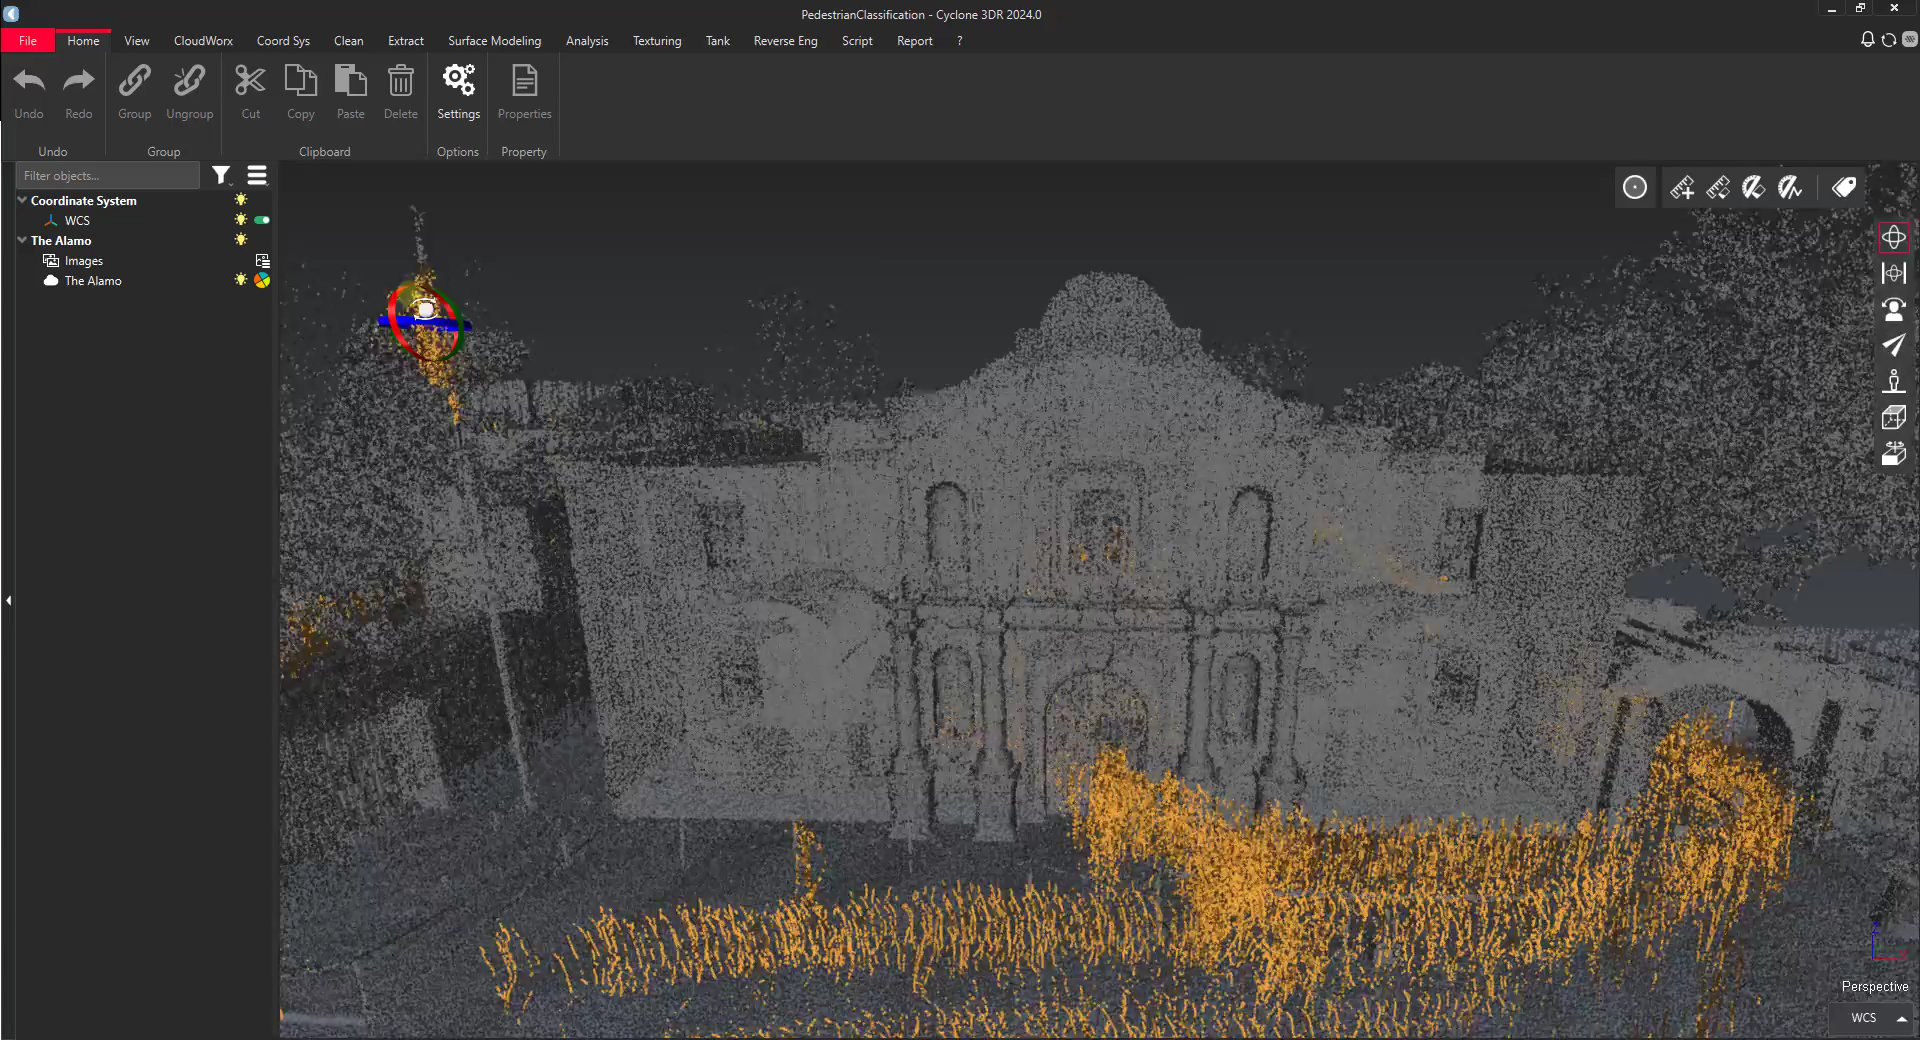 PedestrianClassification - Cyclone 3DR 2024.0
File Home View CloudWorx Coord Sys Clean Extract Surface Modeling Analysis Texturing Tank Reverse Eng Script Report ?
Undo Redo Group Ungroup Cut Copy Paste Delete Settings Properties
Undo Group Clipboard Options Property
Filter objects...
Coordinate System
WCS
The Alamo
Images
The Alamo
Perspective
WCS